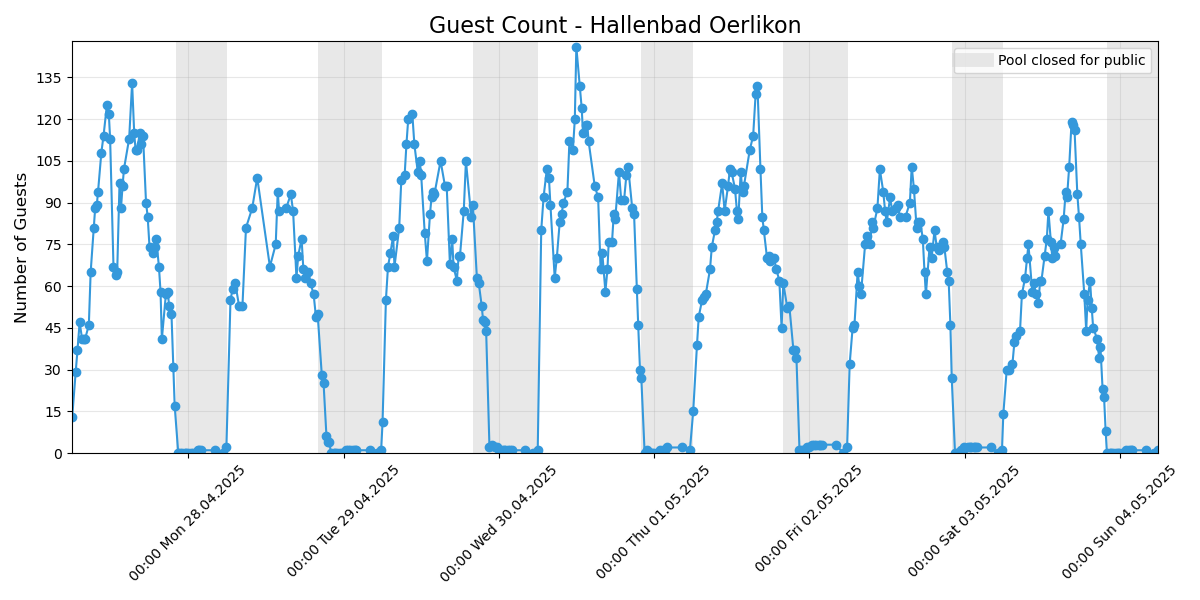 Guest Count - Hallenbad Oerlikon
Pool closed for public
Number of Guests
135
120
105
90
75
60
45
30
15
0
00:00 Mon 28.04.2025
00:00 Tue 29.04.2025
00:00 Wed 30.04.2025
00:00 Thu 01.05.2025
00:00 Fri 02.05.2025
00:00 Sat 03.05.2025
00:00 Sun 04.05.2025